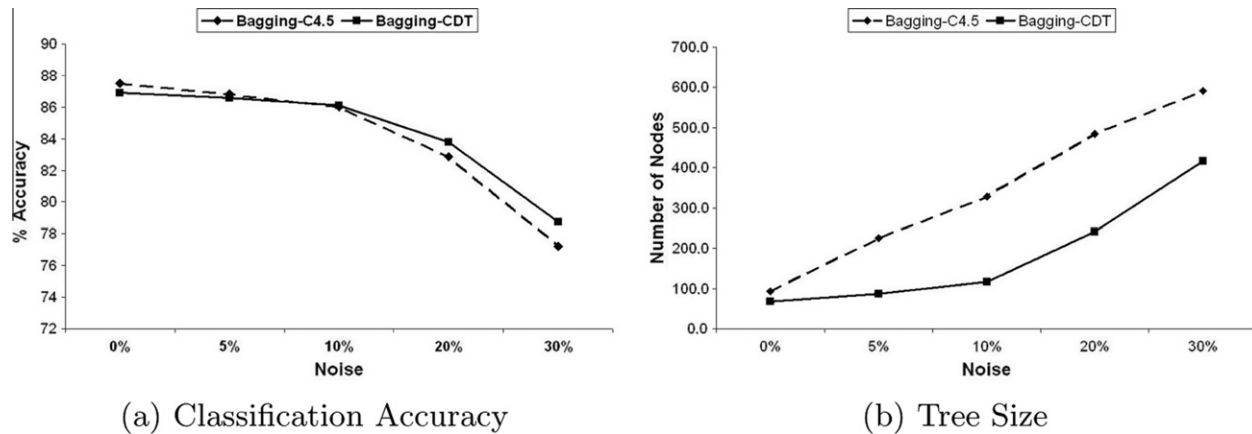 Bagging-C4.5 Bagging-CDT
90
88
86
84
82
80
78
76
74
72
% Accuracy
0% 5% 10% 20% 30%
Noise
(a) Classification Accuracy
Bagging-C4.5 Bagging-CDT
700.0
600.0
500.0
400.0
300.0
200.0
100.0
0.0
Number of Nodes
0% 5% 10% 20% 30%
Noise
(b) Tree Size